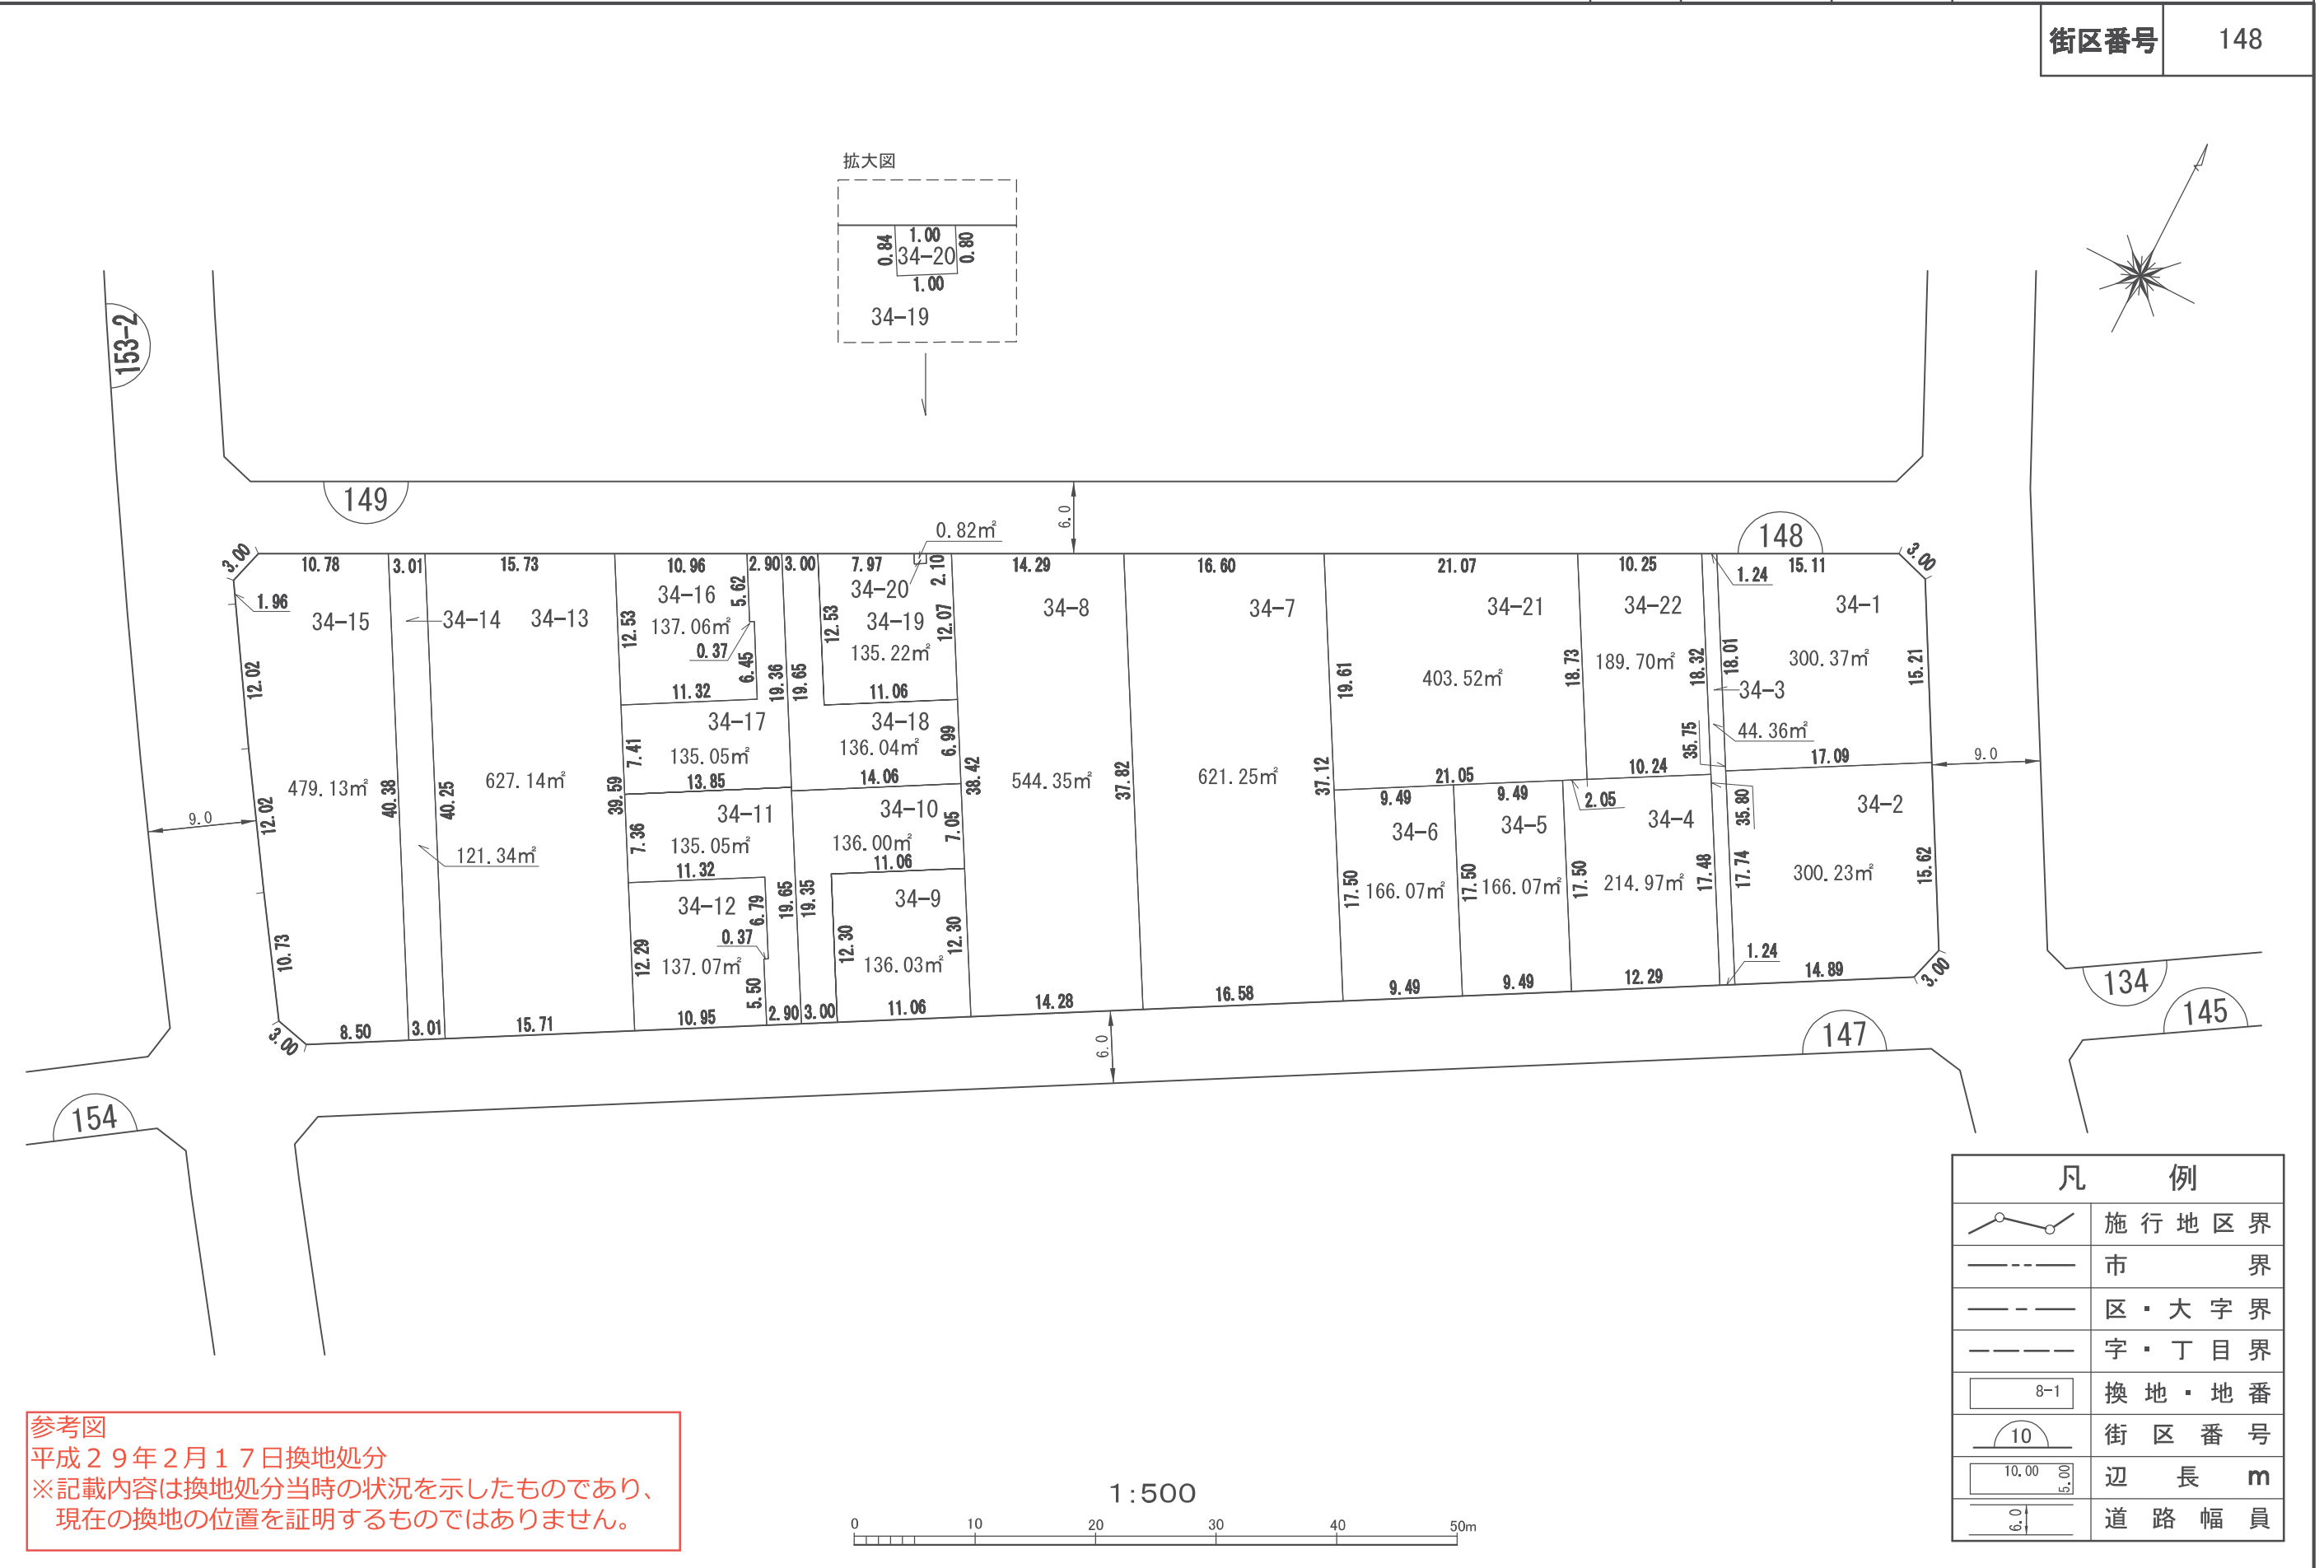 街区番号 148
拡大図
1.00
0.84 34-20 0.80
1.00
34-19
153-2
149
6.0
0.82㎡
148
3.00 10.78 3.01 15.73 10.96 2.90 3.00 7.97 2.10 14.29 16.60 21.07 10.25 1.24 15.11 3.00
1.96
34-15 34-14 34-13 34-16 5.62 34-20 34-19 34-8 34-7 34-21 34-22 34-1
12.53 137.06㎡ 0.37 6.45 12.53 12.07 135.22㎡
12.02 11.32 19.36 19.65 11.06 19.61 403.52㎡ 18.73 189.70㎡ 18.32 18.01 300.37㎡ 15.21
34-3
34-17 34-18
7.41 135.05㎡ 136.04㎡ 6.99 35.75 44.36㎡
479.13㎡ 40.38 40.25 627.14㎡ 39.59 13.85 14.06 38.42 544.35㎡ 37.82 621.25㎡ 37.12 21.05 10.24 17.09 9.0
9.0 12.02 34-11 34-10 9.49 9.49 2.05 35.80 34-2
7.36 135.05㎡ 136.00㎡ 7.05 34-6 34-5 34-4
121.34㎡ 11.32 11.06
34-12 6.79 19.65 19.35 34-9 17.50 166.07㎡ 17.50 166.07㎡ 17.50 214.97㎡ 17.48 17.74 300.23㎡ 15.62
0.37
10.73 12.29 137.07㎡ 5.50 12.30 136.03㎡ 12.30 1.24
3.00 8.50 3.01 15.71 10.95 2.90 3.00 11.06 14.28 16.58 9.49 9.49 12.29 14.89 3.00
134
6.0
147
145
154
凡 例
施行地区界
市 界
区・大字界
字・丁目界
8-1 換地・地番
10 街区番号
10.00 5.00 辺長 m
6.0 道路幅員
参考図
平成２９年２月１７日換地処分
※記載内容は換地処分当時の状況を示したものであり、
現在の換地の位置を証明するものではありません。
1:500
0 10 20 30 40 50m